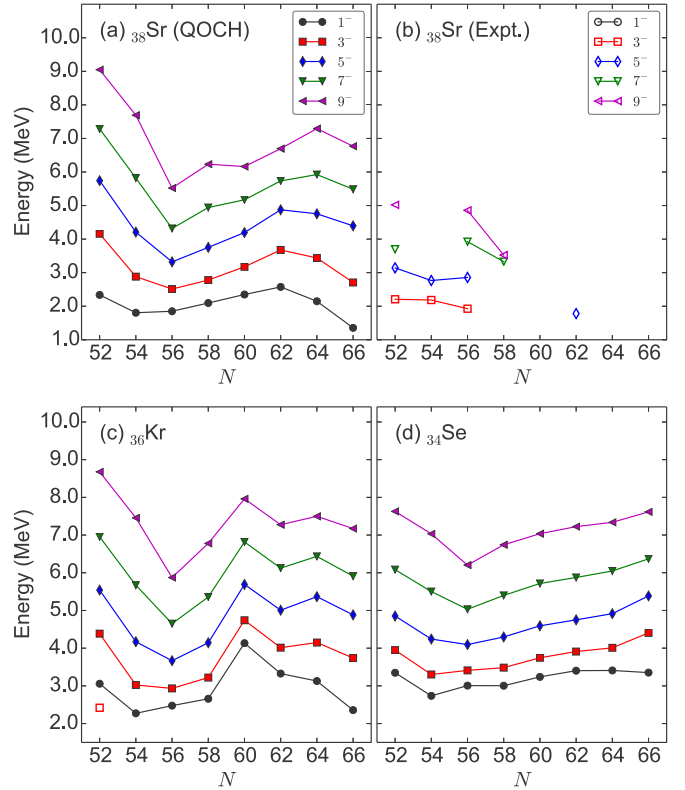 (a) ₃₈Sr (QOCH)
1⁻
3⁻
5⁻
7⁻
9⁻
10.0
9.0
8.0
7.0
6.0
5.0
4.0
3.0
2.0
1.0
Energy (MeV)
52 54 56 58 60 62 64 66
N
(b) ₃₈Sr (Expt.)
1⁻
3⁻
5⁻
7⁻
9⁻
52 54 56 58 60 62 64 66
N
(c) ₃₆Kr
10.0
9.0
8.0
7.0
6.0
5.0
4.0
3.0
2.0
Energy (MeV)
52 54 56 58 60 62 64 66
N
(d) ₃₄Se
52 54 56 58 60 62 64 66
N